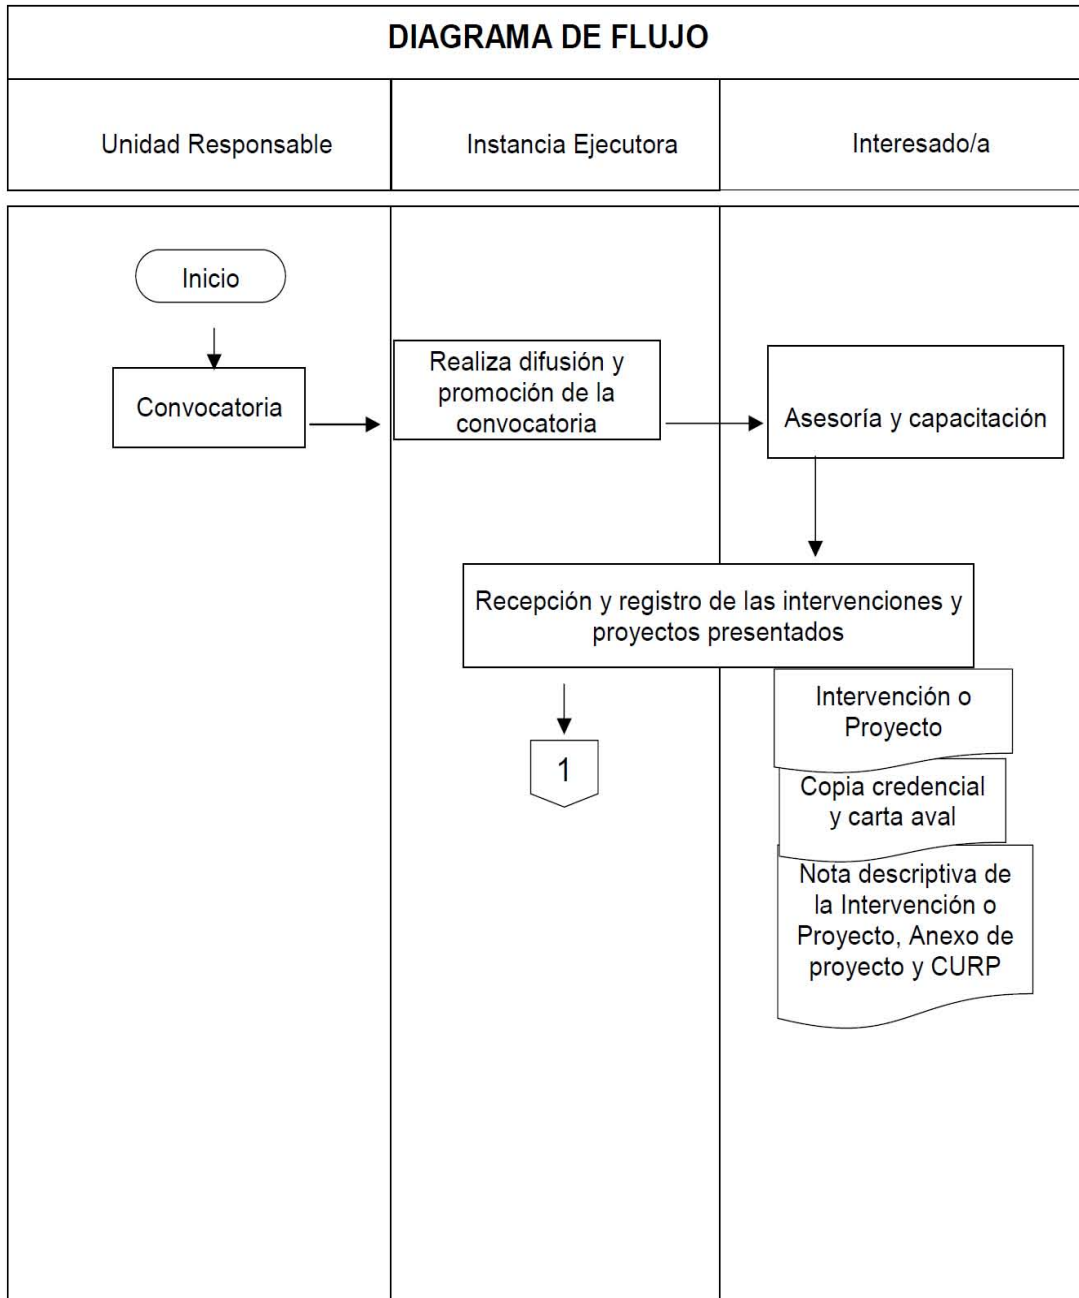 DIAGRAMA DE FLUJO
Unidad Responsable
Instancia Ejecutora
Interesado/a
Inicio
Convocatoria
Realiza difusión y
promoción de la
convocatoria
Asesoría y capacitación
Recepción y registro de las intervenciones y
proyectos presentados
1
Intervención o
Proyecto
Copia credencial
y carta aval
Nota descriptiva de
la Intervención o
Proyecto, Anexo de
proyecto y CURP